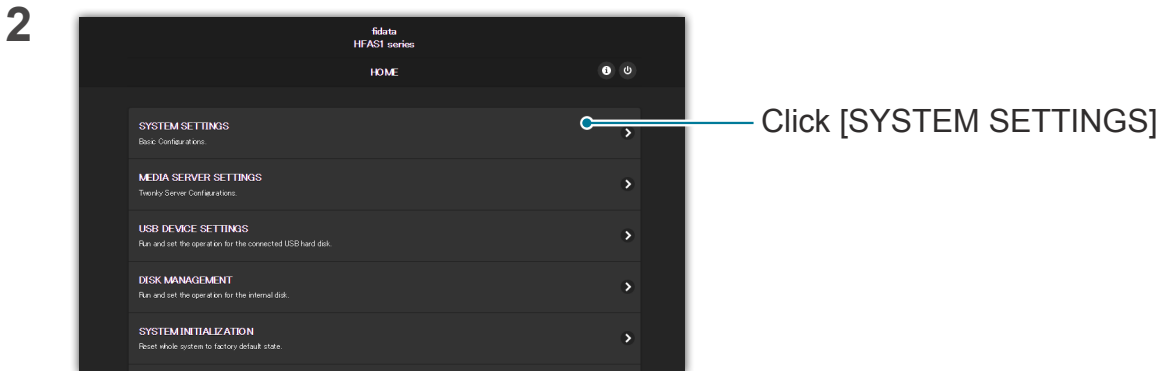 2
fidata
HFAS1 series
HOME
SYSTEM SETTINGS
Basic Configurations.
Click [SYSTEM SETTINGS]
MEDIA SERVER SETTINGS
Twonky Server Configurations.
USB DEVICE SETTINGS
Run and set the operation for the connected USB hard disk.
DISK MANAGEMENT
Run and set the operation for the internal disk.
SYSTEM INITIALIZATION
Reset whole system to factory default state.